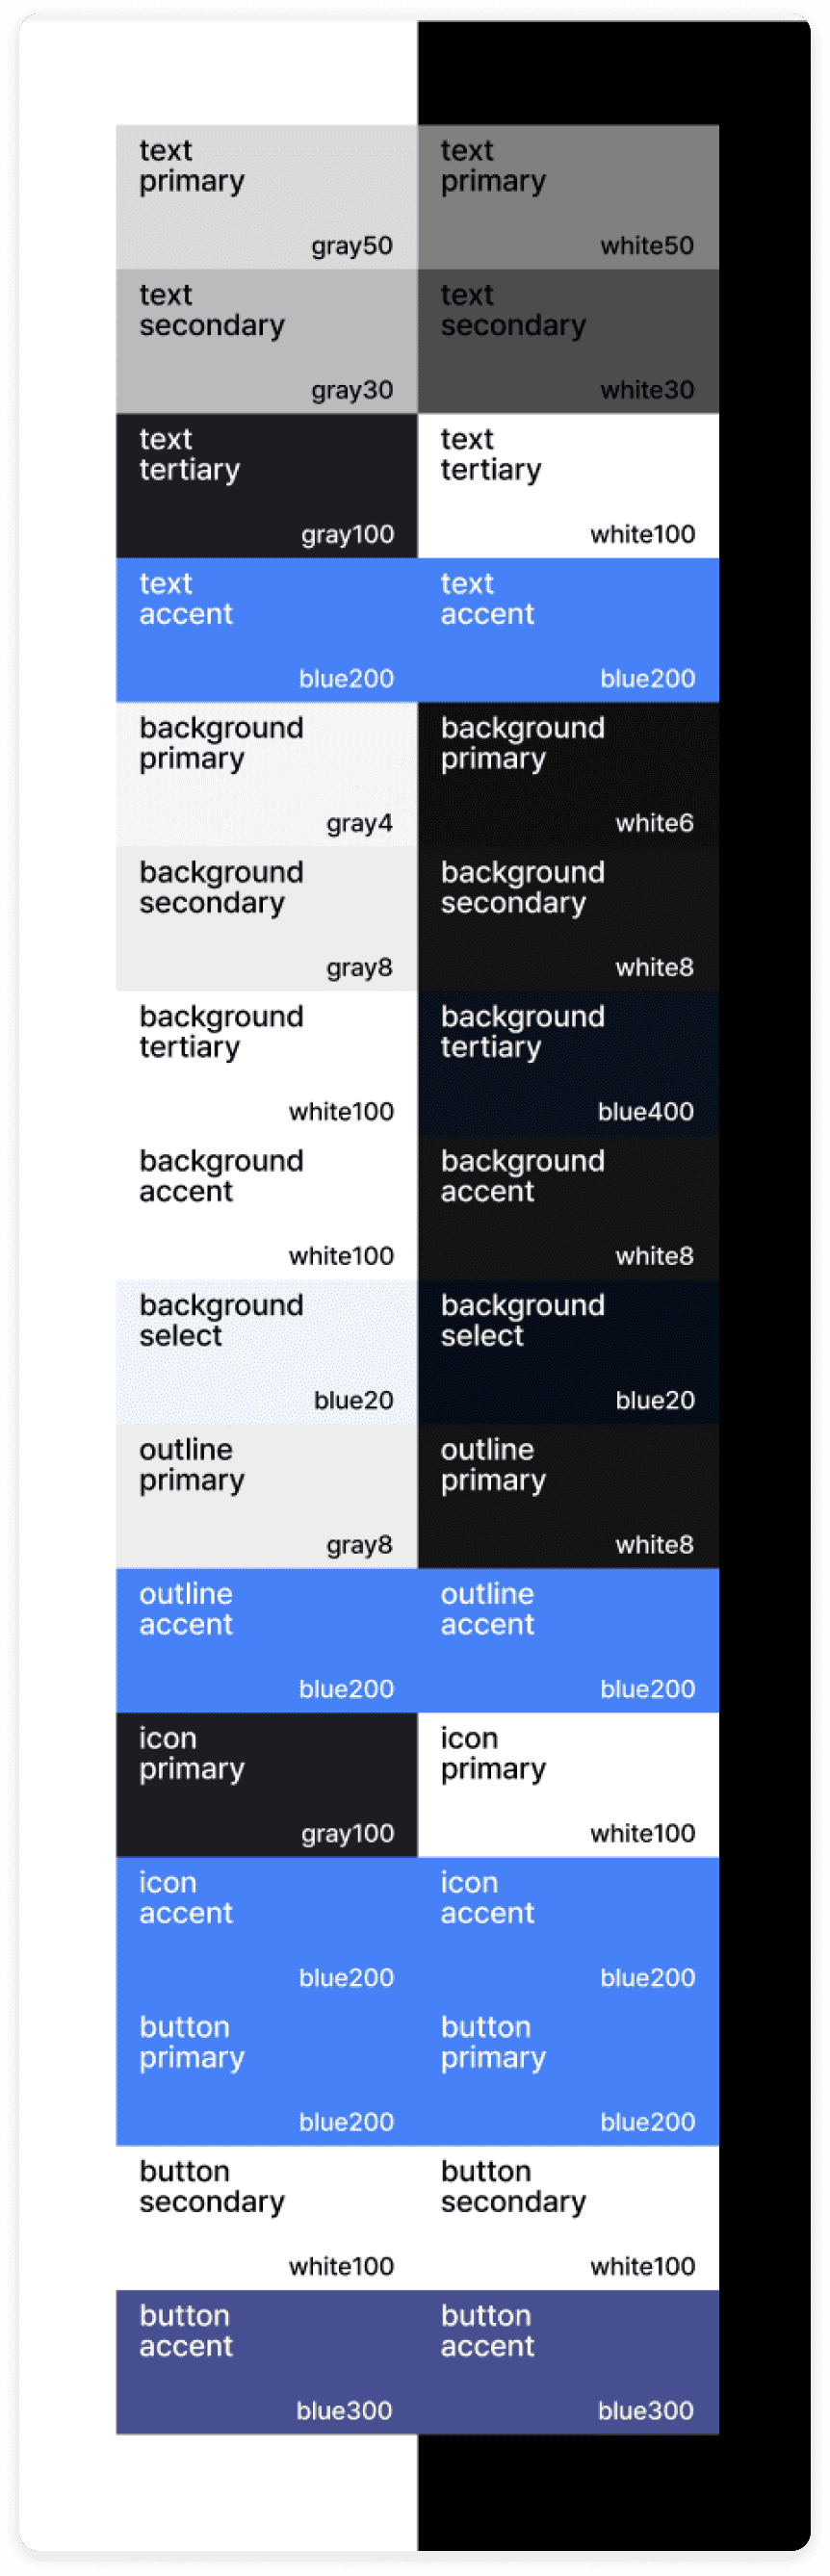 text
primary
gray50
text
primary
white50
text
secondary
gray30
text
secondary
white30
text
tertiary
gray100
text
tertiary
white100
text
accent
blue200
text
accent
blue200
background
primary
gray4
background
primary
white6
background
secondary
gray8
background
secondary
white8
background
tertiary
white100
background
tertiary
blue400
background
accent
white100
background
accent
white8
background
select
blue20
background
select
blue20
outline
primary
gray8
outline
primary
white8
outline
accent
blue200
outline
accent
blue200
icon
primary
gray100
icon
primary
white100
icon
accent
blue200
icon
accent
blue200
button
primary
blue200
button
primary
blue200
button
secondary
white100
button
secondary
white100
button
accent
blue300
button
accent
blue300